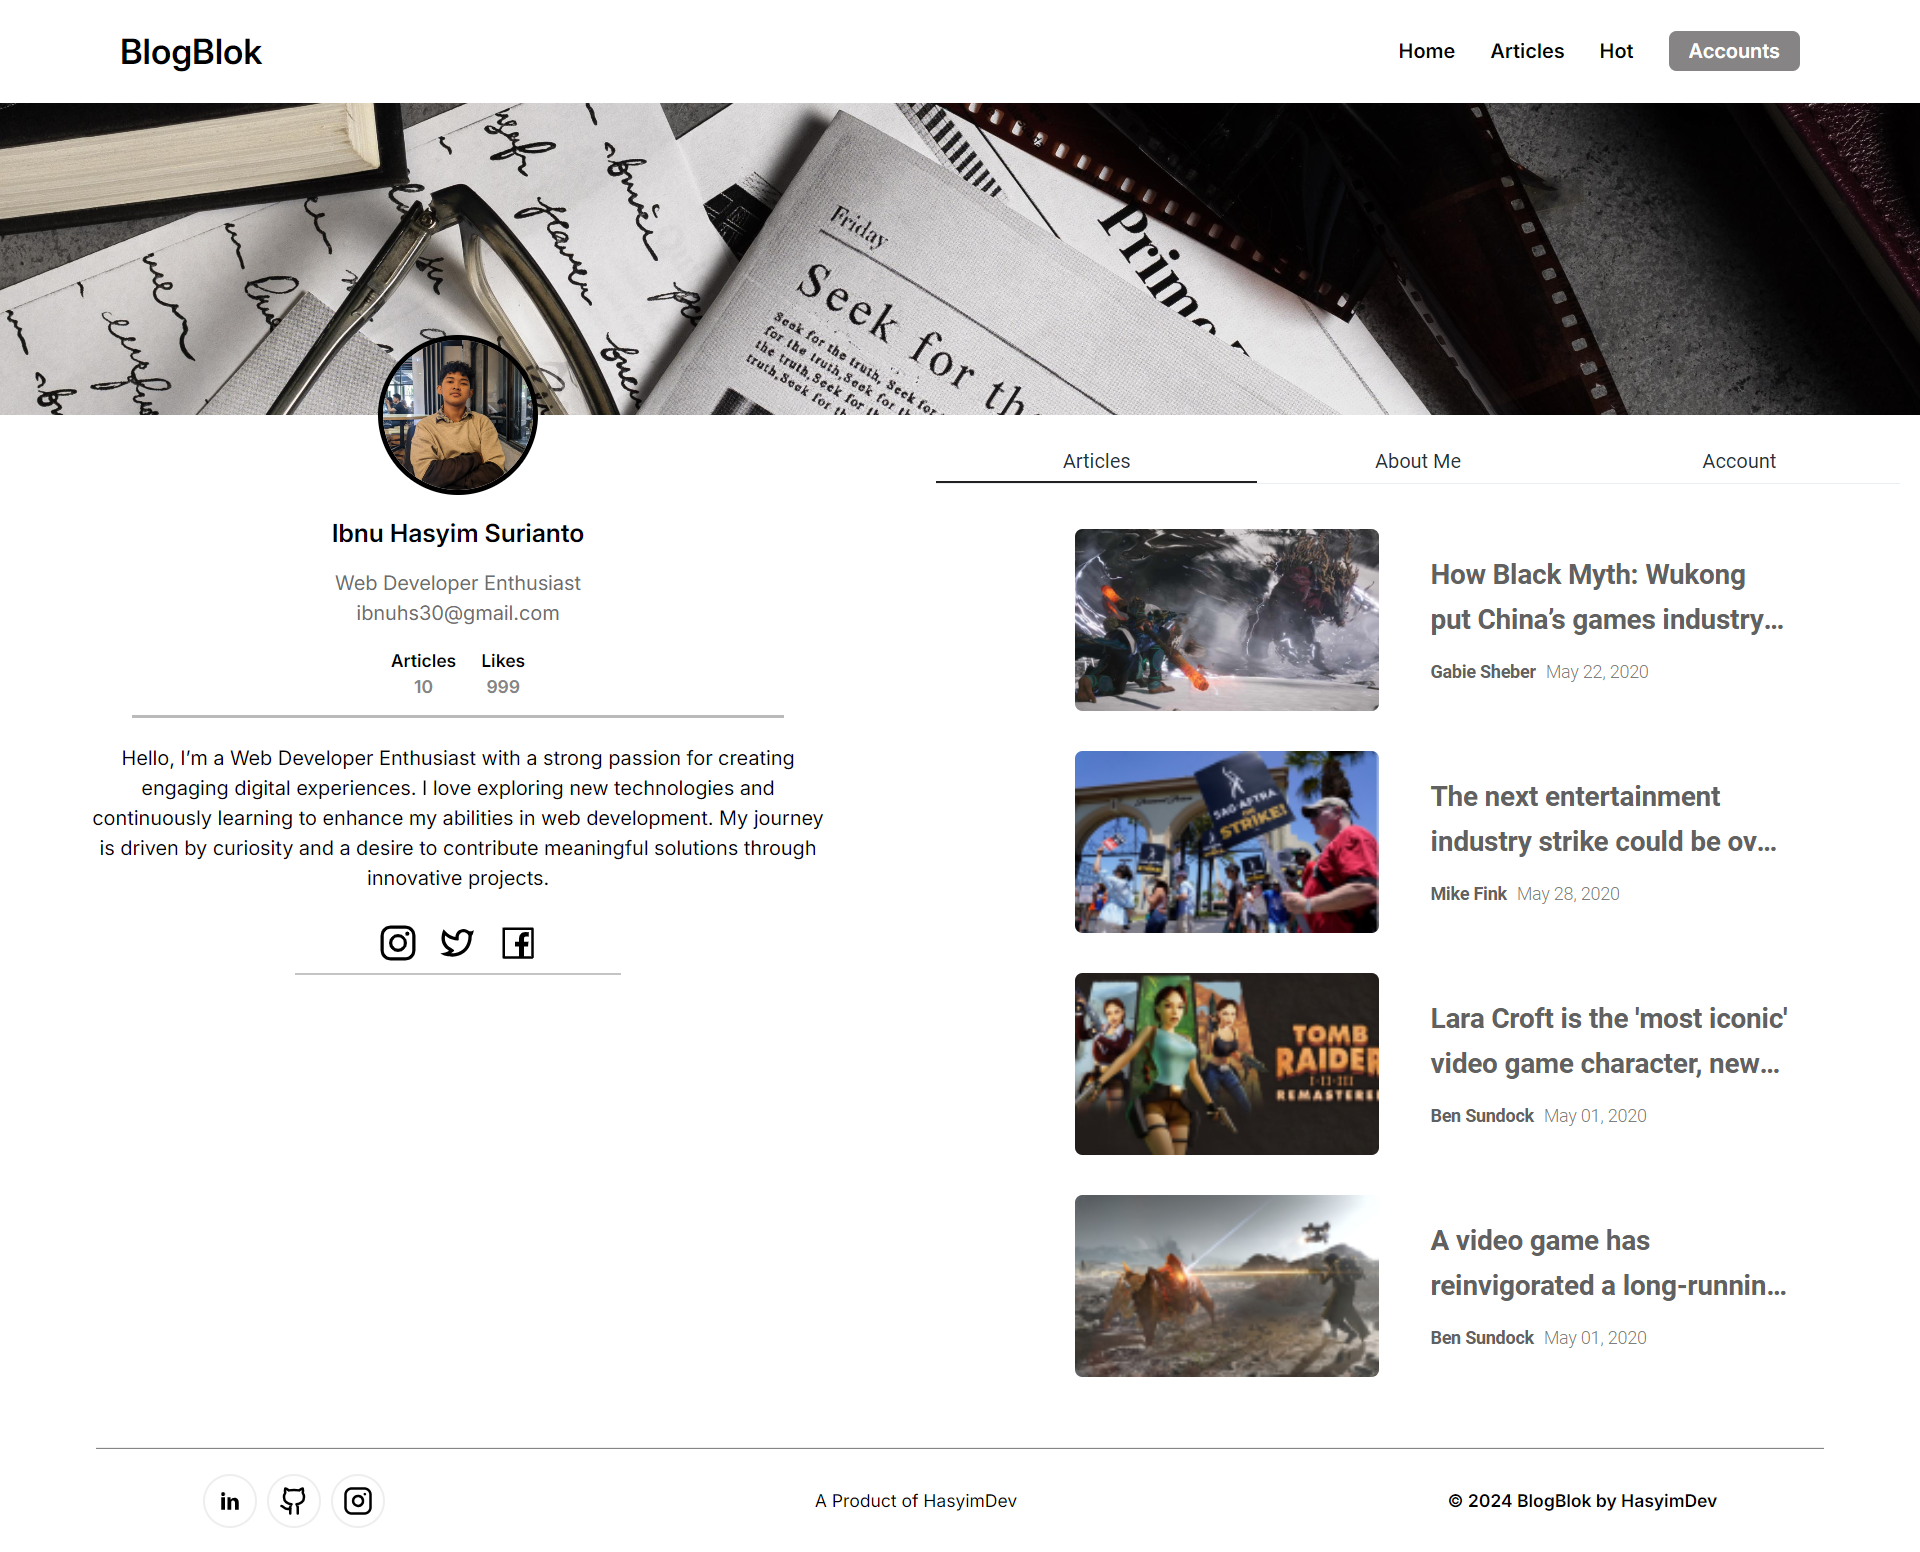 BlogBlok
Home
Articles
Hot
Accounts
Friday
Seek for th
Seek for the truth, Seek for
for the truth, Seek for the
the truth, Seek for the
truth, Seek for th
Ibnu Hasyim Surianto
Web Developer Enthusiast
ibnuhs30@gmail.com
Articles Likes
10 999
Hello, I’m a Web Developer Enthusiast with a strong passion for creating
engaging digital experiences. I love exploring new technologies and
continuously learning to enhance my abilities in web development. My journey
is driven by curiosity and a desire to contribute meaningful solutions through
innovative projects.
Articles
About Me
Account
How Black Myth: Wukong
put China’s games industry...
Gabie Sheber May 22, 2020
SAG-AFTRA
STRIKE!
The next entertainment
industry strike could be ov...
Mike Fink May 28, 2020
TOMB
RAIDER
I-II-III
REMASTERED
Lara Croft is the 'most iconic'
video game character, new...
Ben Sundock May 01, 2020
A video game has
reinvigorated a long-runnin...
Ben Sundock May 01, 2020
A Product of HasyimDev
© 2024 BlogBlok by HasyimDev